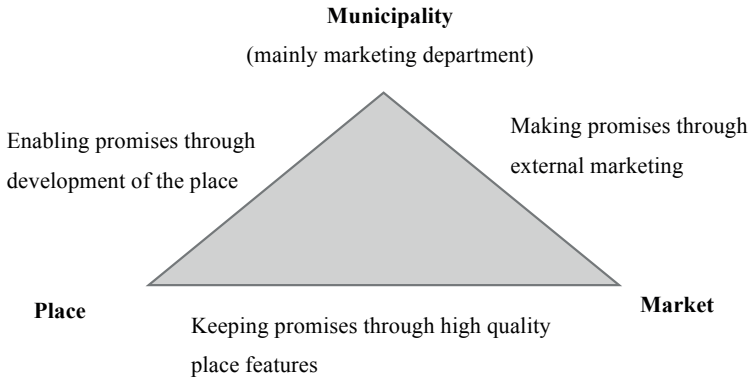 Municipality
(mainly marketing department)
Enabling promises through
development of the place
Making promises through
external marketing
Place
Market
Keeping promises through high quality
place features